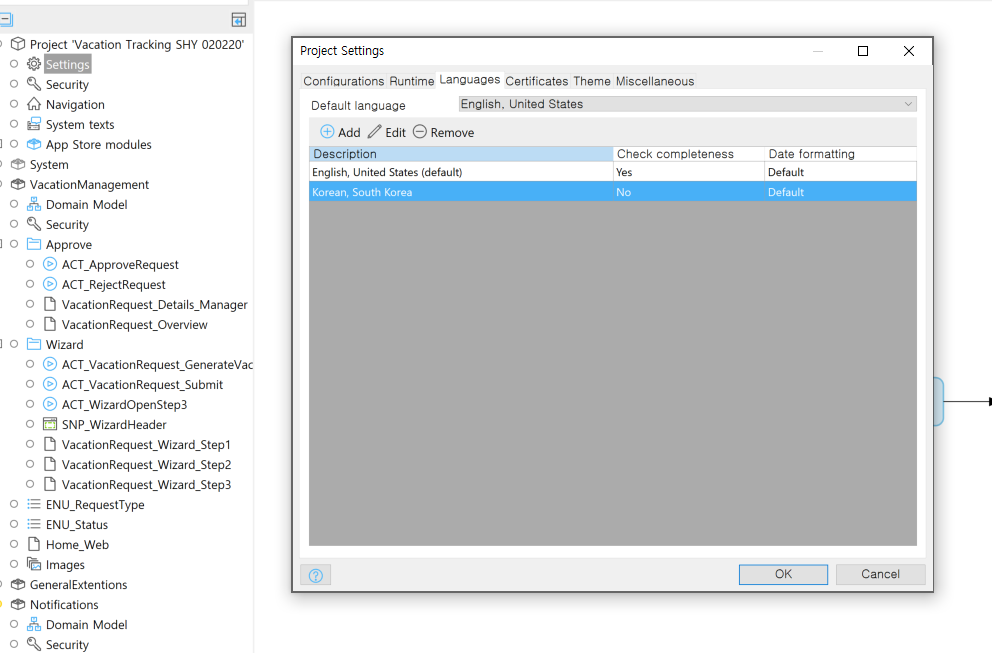 Project 'Vacation Tracking SHY 020220'
Settings
Security
Navigation
System texts
App Store modules
System
VacationManagement
Domain Model
Security
Approve
ACT_ApproveRequest
ACT_RejectRequest
VacationRequest_Details_Manager
VacationRequest_Overview
Wizard
ACT_VacationRequest_GenerateVac
ACT_VacationRequest_Submit
ACT_WizardOpenStep3
SNP_WizardHeader
VacationRequest_Wizard_Step1
VacationRequest_Wizard_Step2
VacationRequest_Wizard_Step3
ENU_RequestType
ENU_Status
Home_Web
Images
GeneralExtentions
Notifications
Domain Model
Security
Project Settings
Configurations Runtime Languages Certificates Theme Miscellaneous
Default language English, United States
Add Edit Remove
Description Check completeness Date formatting
English, United States (default) Yes Default
Korean, South Korea No Default
OK Cancel